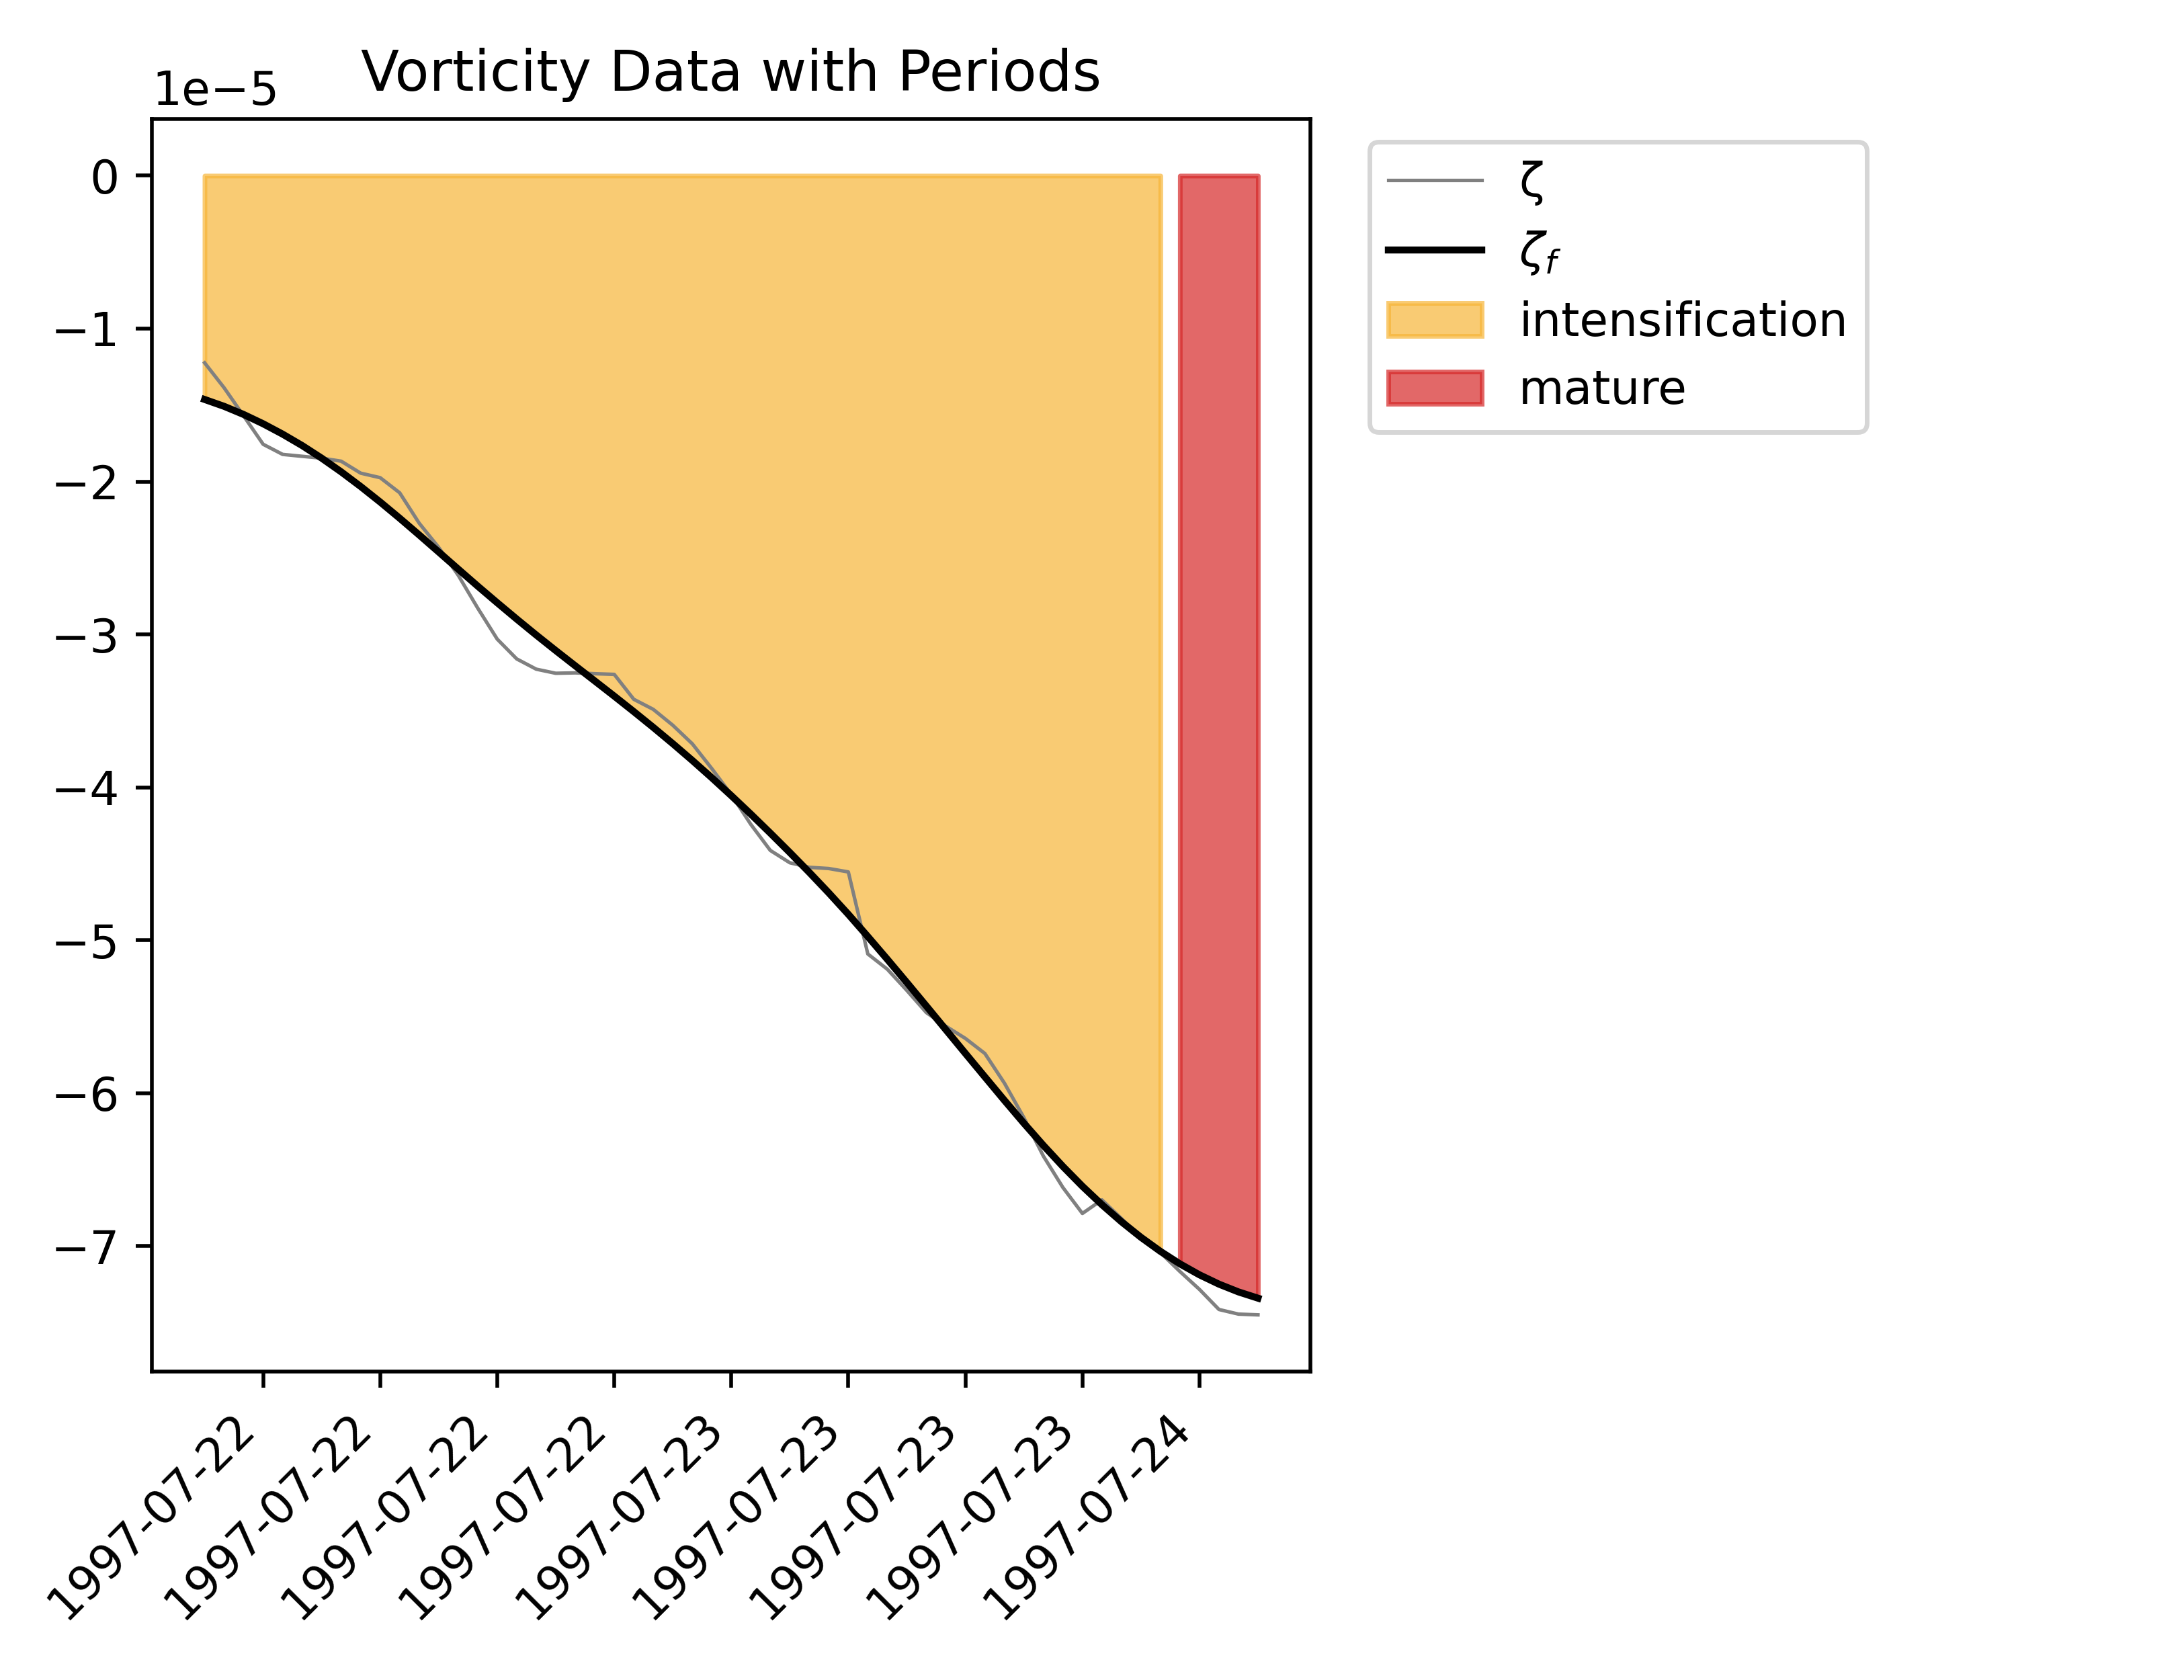 Vorticity Data with Periods
1e−5
0
−1
−2
−3
−4
−5
−6
−7
1997-07-22
1997-07-22
1997-07-22
1997-07-22
1997-07-23
1997-07-23
1997-07-23
1997-07-23
1997-07-24
ζ
ζf
intensification
mature